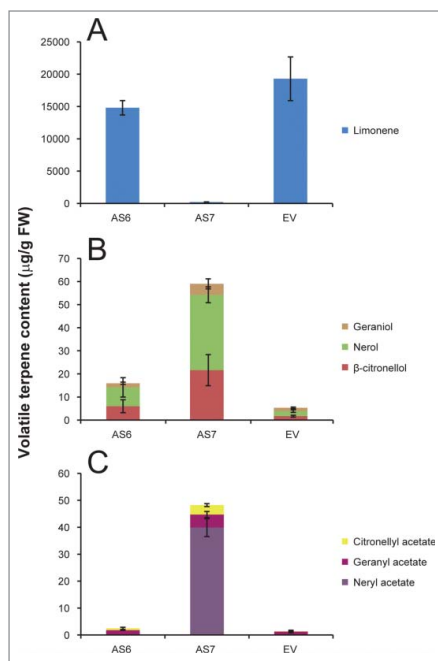 Volatile terpene content (µg/g FW)
A
25000
20000
15000
10000
5000
0
AS6 AS7 EV
Limonene
B
70
60
50
40
30
20
10
0
AS6 AS7 EV
Geraniol
Nerol
β-citronellol
C
60
50
40
30
20
10
0
AS6 AS7 EV
Citronellyl acetate
Geranyl acetate
Neryl acetate